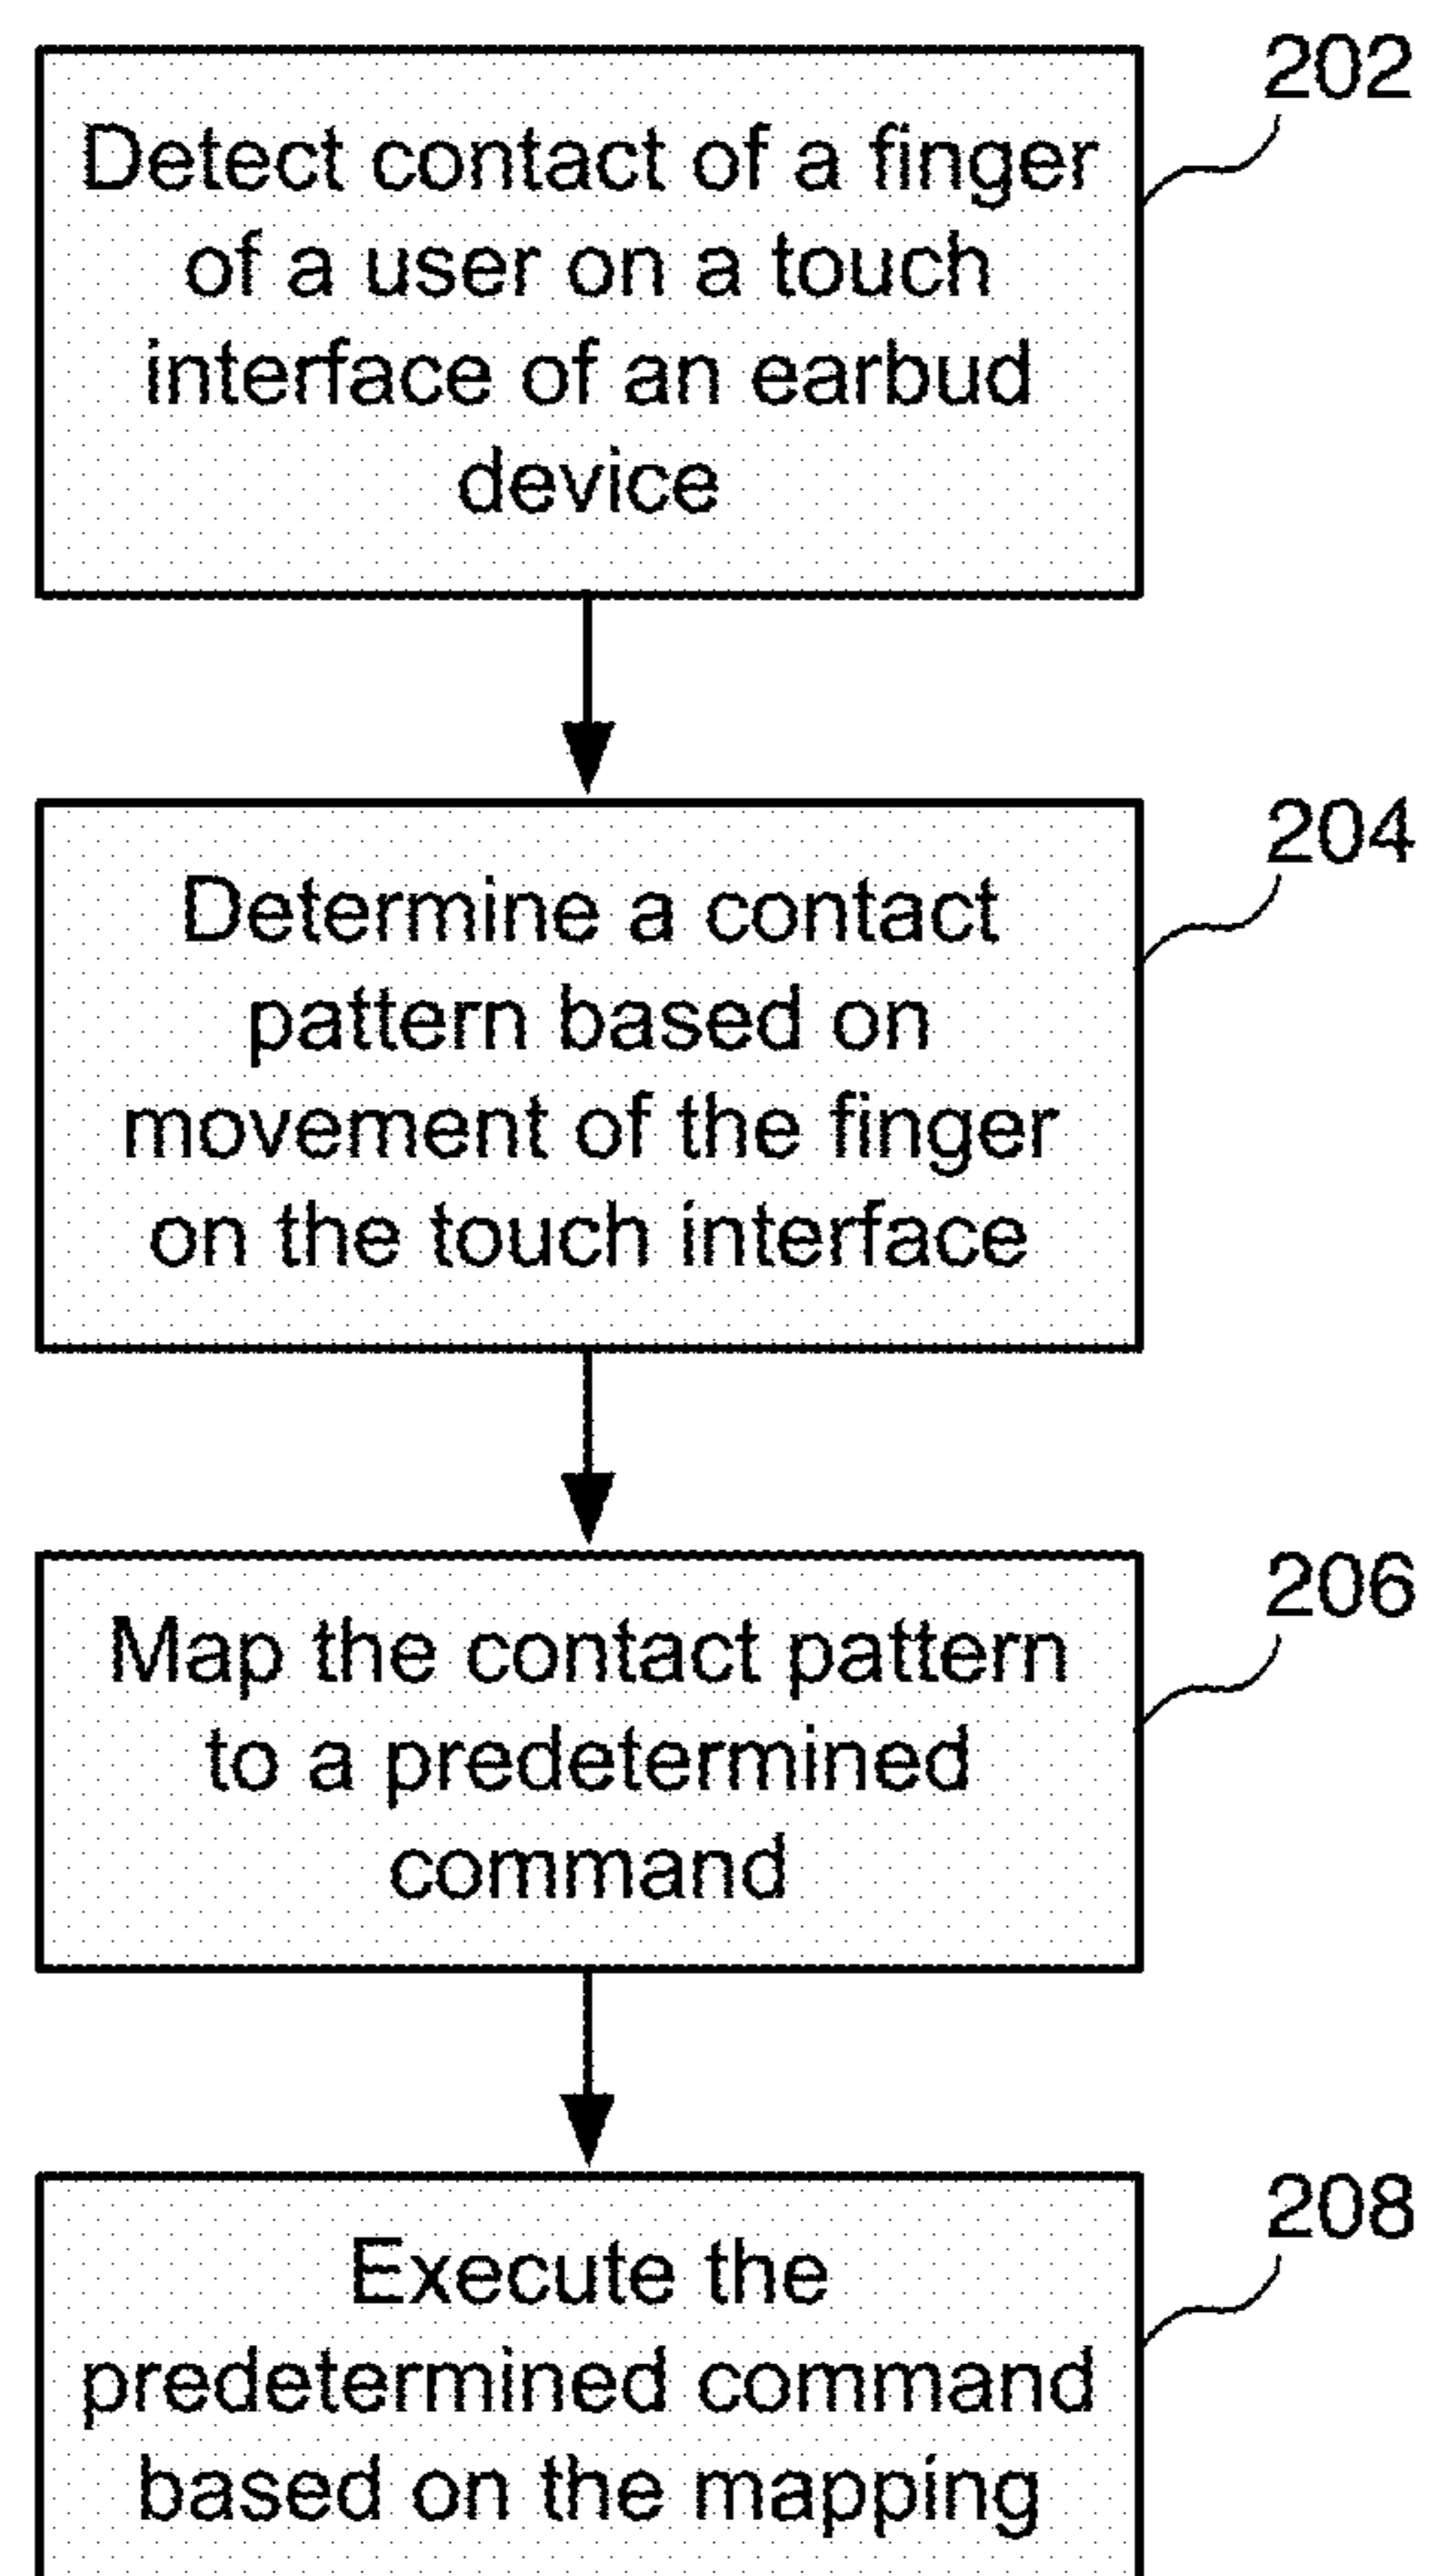 202
Detect contact of a finger
of a user on a touch
interface of an earbud
device
204
Determine a contact
pattern based on
movement of the finger
on the touch interface
206
Map the contact pattern
to a predetermined
command
208
Execute the
predetermined command
based on the mapping